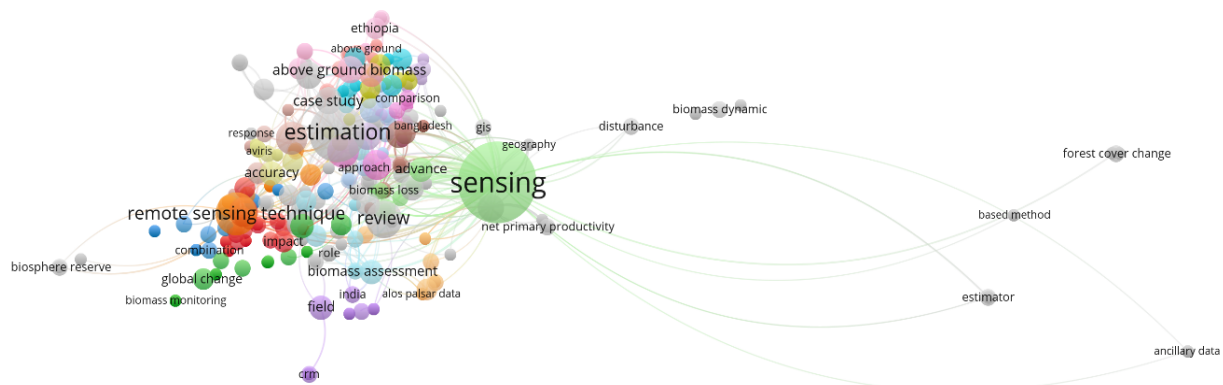 ethiopia
above ground
above ground biomass
case study
comparison
biomass dynamic
estimation
response
bangladesh
gis
disturbance
geography
aviris
forest cover change
accuracy
approach
advance
sensing
biomass loss
remote sensing technique
review
based method
net primary productivity
impact
combination
role
biosphere reserve
global change
biomass assessment
biomass monitoring
india
alos palsar data
field
estimator
ancillary data
crm